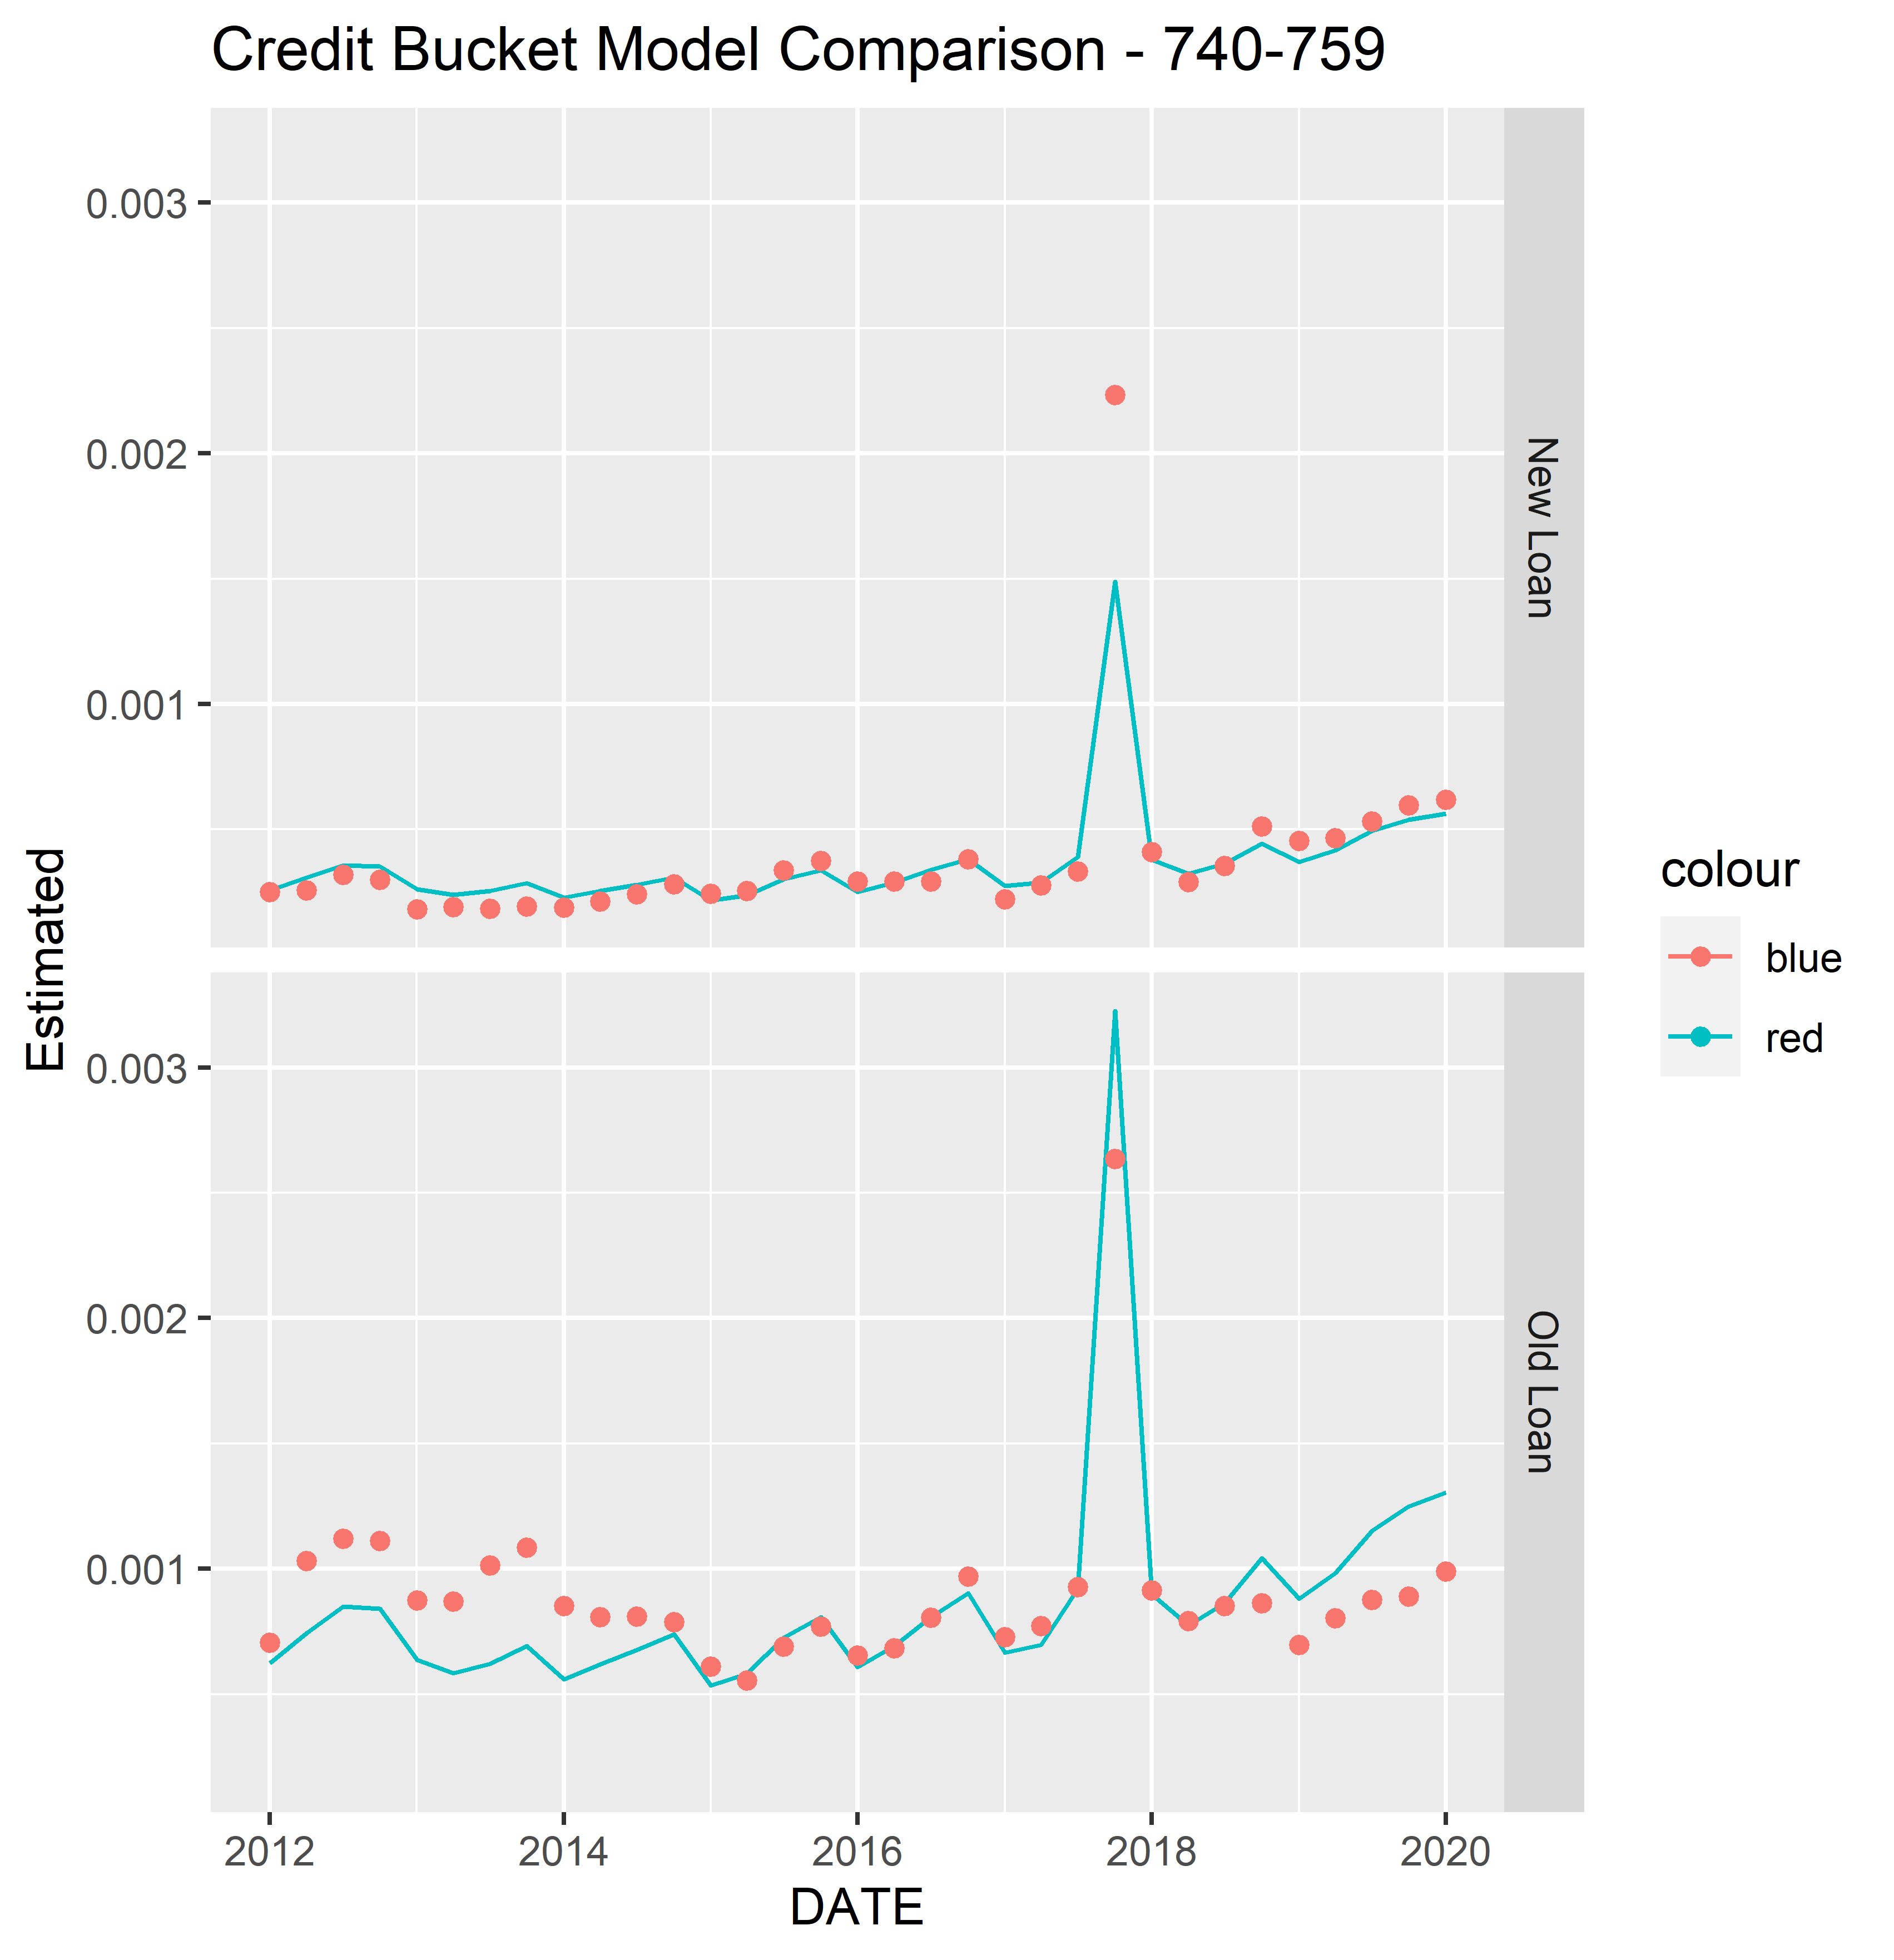 Credit Bucket Model Comparison - 740-759
Estimated
0.003
0.002
0.001
New Loan
0.003
0.002
0.001
Old Loan
2012
2014
2016
2018
2020
DATE
colour
blue
red